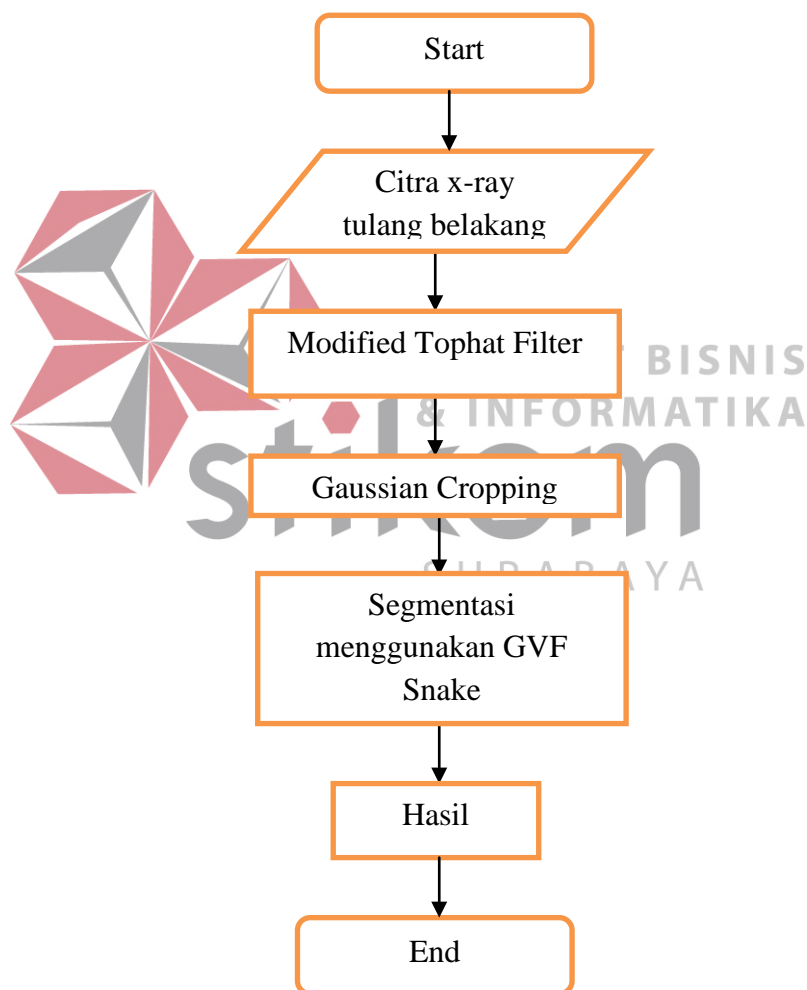 Start
Citra x-ray
tulang belakang
Modified Tophat Filter
BISNIS
& INFORMATIKA
stikom
Gaussian Cropping
SURABAYA
Segmentasi
menggunakan GVF
Snake
Hasil
End